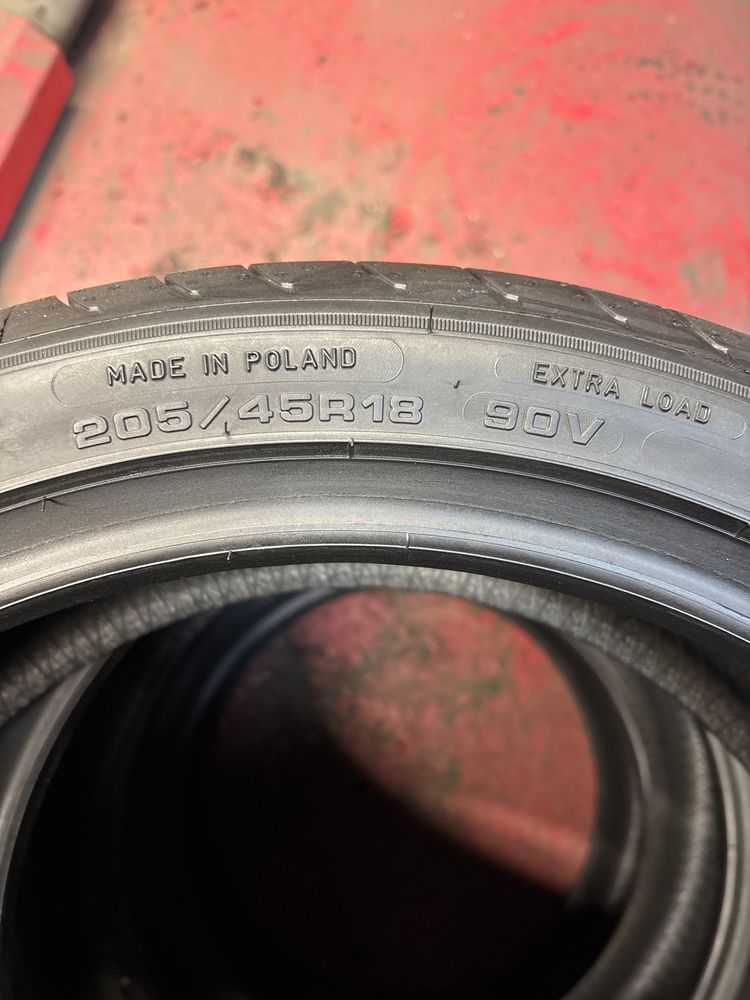 MADE IN POLAND
EXTRA LOAD
205/45R18 90V